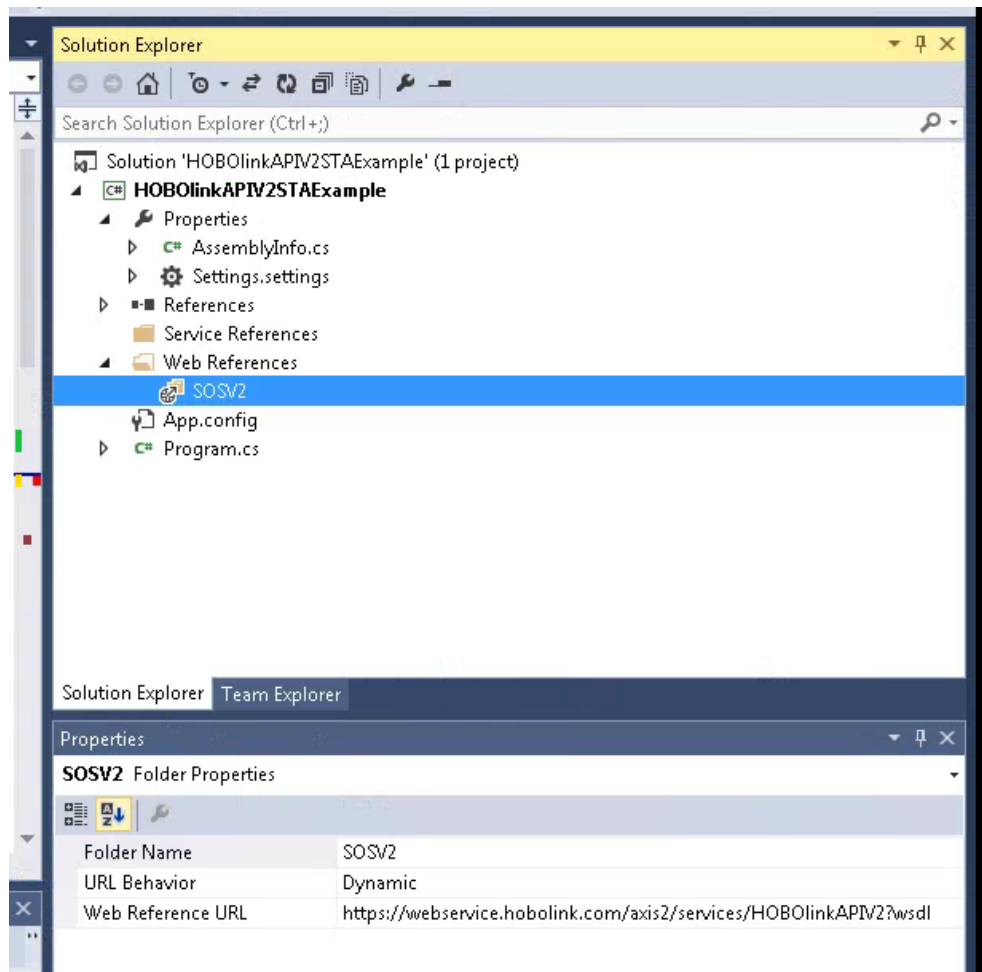 Solution Explorer
Search Solution Explorer (Ctrl+;)
Solution 'HOBOlinkAPIV2STAExample' (1 project)
C# HOBOlinkAPIV2STAExample
Properties
C# AssemblyInfo.cs
Settings.settings
References
Service References
Web References
SOSV2
App.config
C# Program.cs
Solution Explorer Team Explorer
Properties
SOSV2 Folder Properties
A Z
Folder Name SOSV2
URL Behavior Dynamic
Web Reference URL https://webservice.hobolink.com/axis2/services/HOBOlinkAPIV2?wsdl